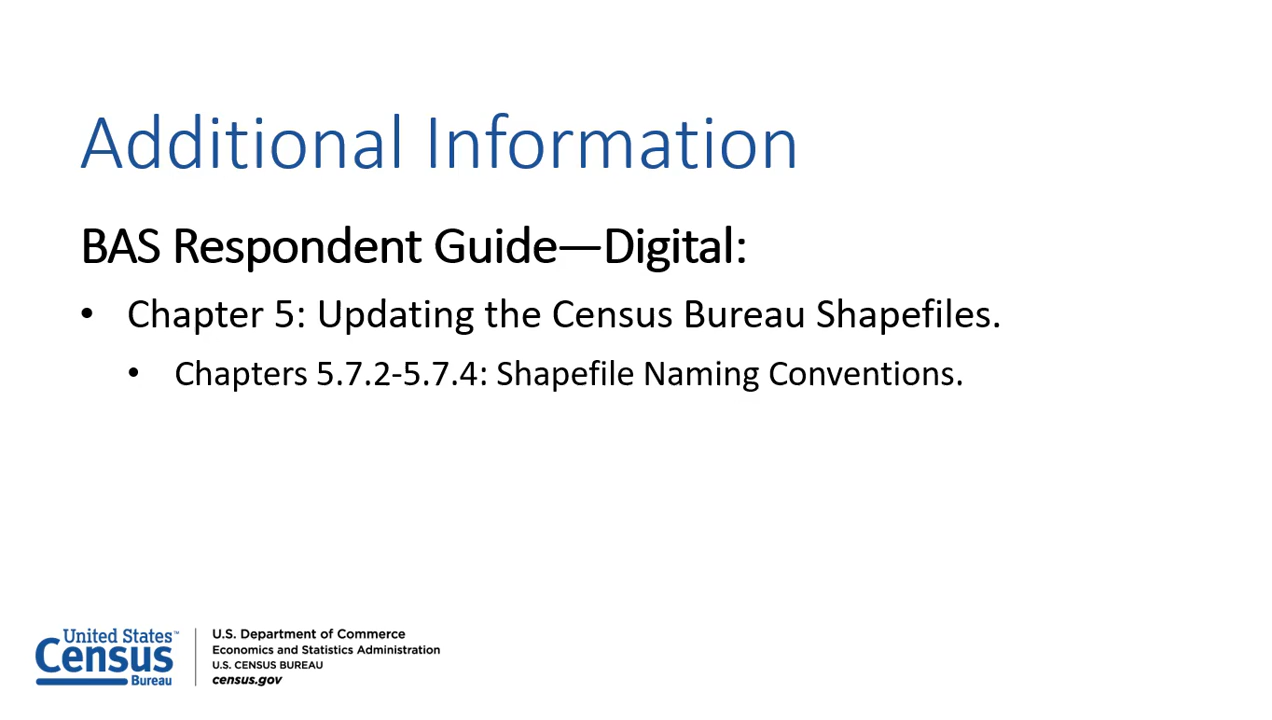 Additional Information
BAS Respondent Guide—Digital:
• Chapter 5: Updating the Census Bureau Shapefiles.
• Chapters 5.7.2-5.7.4: Shapefile Naming Conventions.
United States™
Census
Bureau
U.S. Department of Commerce
Economics and Statistics Administration
U.S. CENSUS BUREAU
census.gov